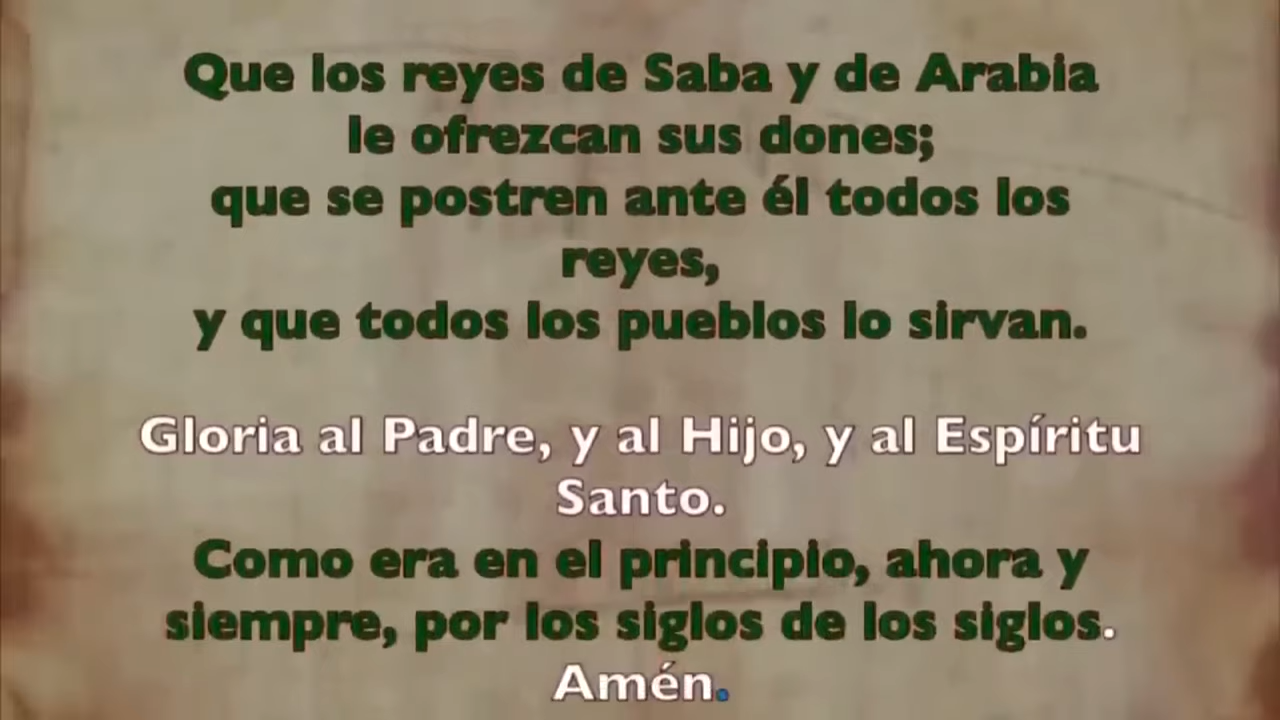 Que los reyes de Saba y de Arabia
le ofrezcan sus dones;
que se postren ante él todos los
reyes,
y que todos los pueblos lo sirvan.
Gloria al Padre, y al Hijo, y al Espíritu
Santo.
Como era en el principio, ahora y
siempre, por los siglos de los siglos.
Amén.